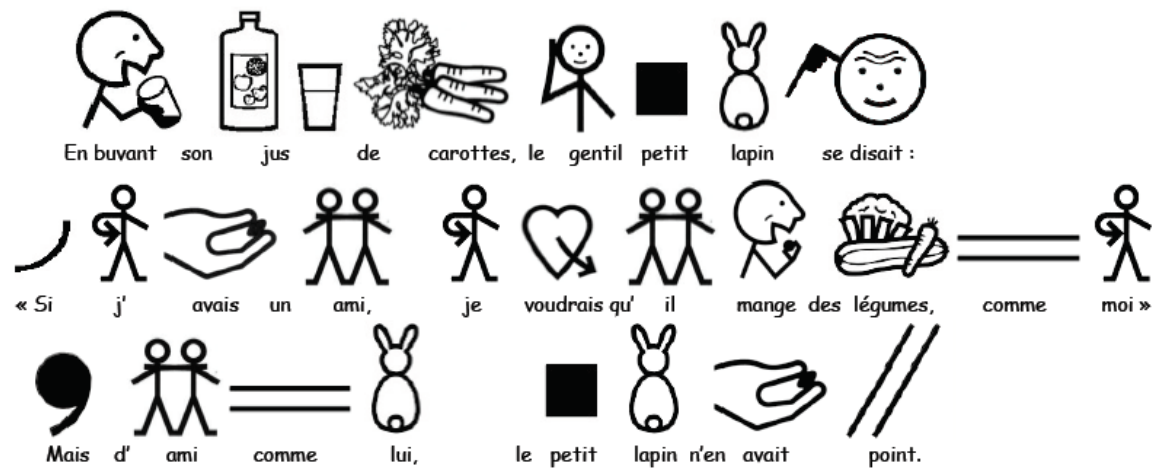 En buvant son jus de carottes, le gentil petit lapin se disait :
« Si j' avais un ami, je voudrais qu' il mange des légumes, comme moi »
Mais d' ami comme lui, le petit lapin n'en avait point.